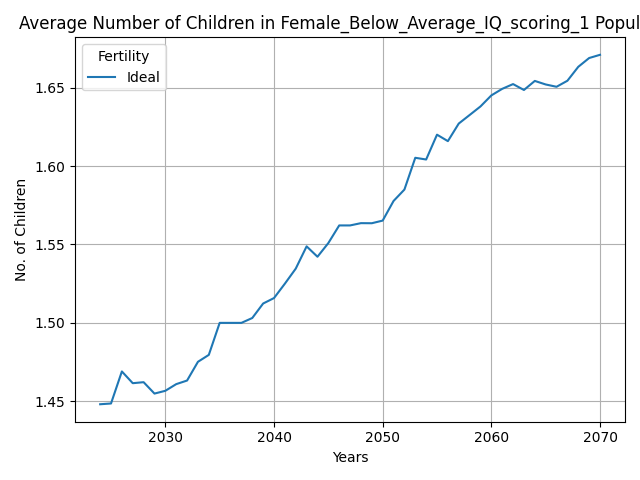 Average Number of Children in Female_Below_Average_IQ_scoring_1 Popul
Fertility
Ideal
1.65
1.60
1.55
1.50
1.45
No. of Children
2030
2040
2050
2060
2070
Years